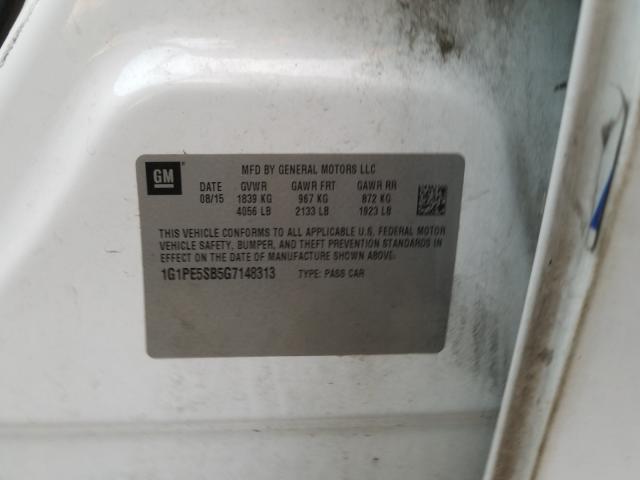 GM
MFD BY GENERAL MOTORS LLC
DATE GVWR GAWR FRT GAWR RR
08/15 1839 KG 967 KG 872 KG
4056 LB 2133 LB 1923 LB
THIS VEHICLE CONFORMS TO ALL APPLICABLE U.S. FEDERAL MOTOR
VEHICLE SAFETY, BUMPER, AND THEFT PREVENTION STANDARDS IN
EFFECT ON THE DATE OF MANUFACTURE SHOWN ABOVE.
1G1PE5SB5G7148313 TYPE: PASS CAR